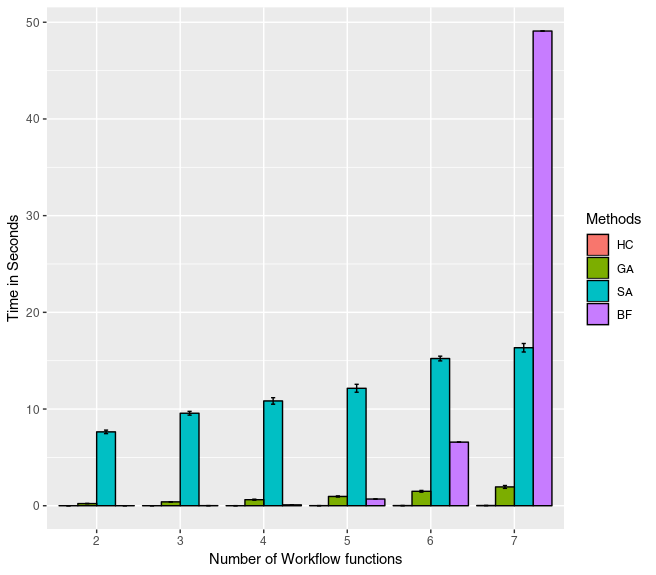 50
40
30
20
10
0
Time in Seconds
2 3 4 5 6 7
Number of Workflow functions
Methods
HC
GA
SA
BF